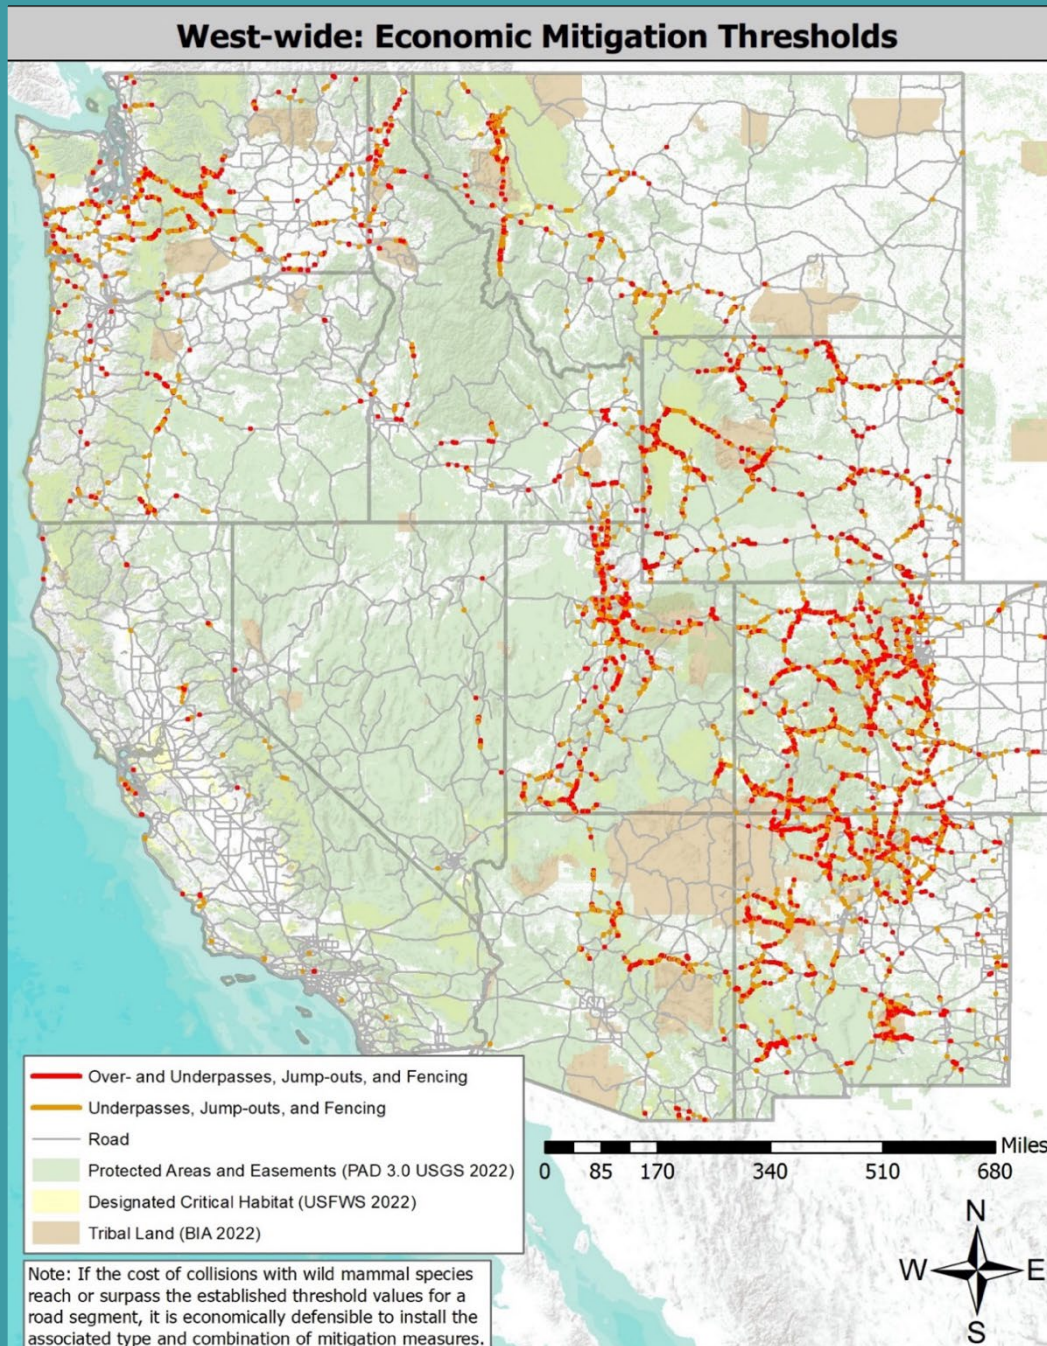 West-wide: Economic Mitigation Thresholds
Over- and Underpasses, Jump-outs, and Fencing
Underpasses, Jump-outs, and Fencing
Road
Protected Areas and Easements (PAD 3.0 USGS 2022)
Designated Critical Habitat (USFWS 2022)
Tribal Land (BIA 2022)
Note: If the cost of collisions with wild mammal species
reach or surpass the established threshold values for a
road segment, it is economically defensible to install the
associated type and combination of mitigation measures.
Miles
0 85 170 340 510 680
N
W E
S